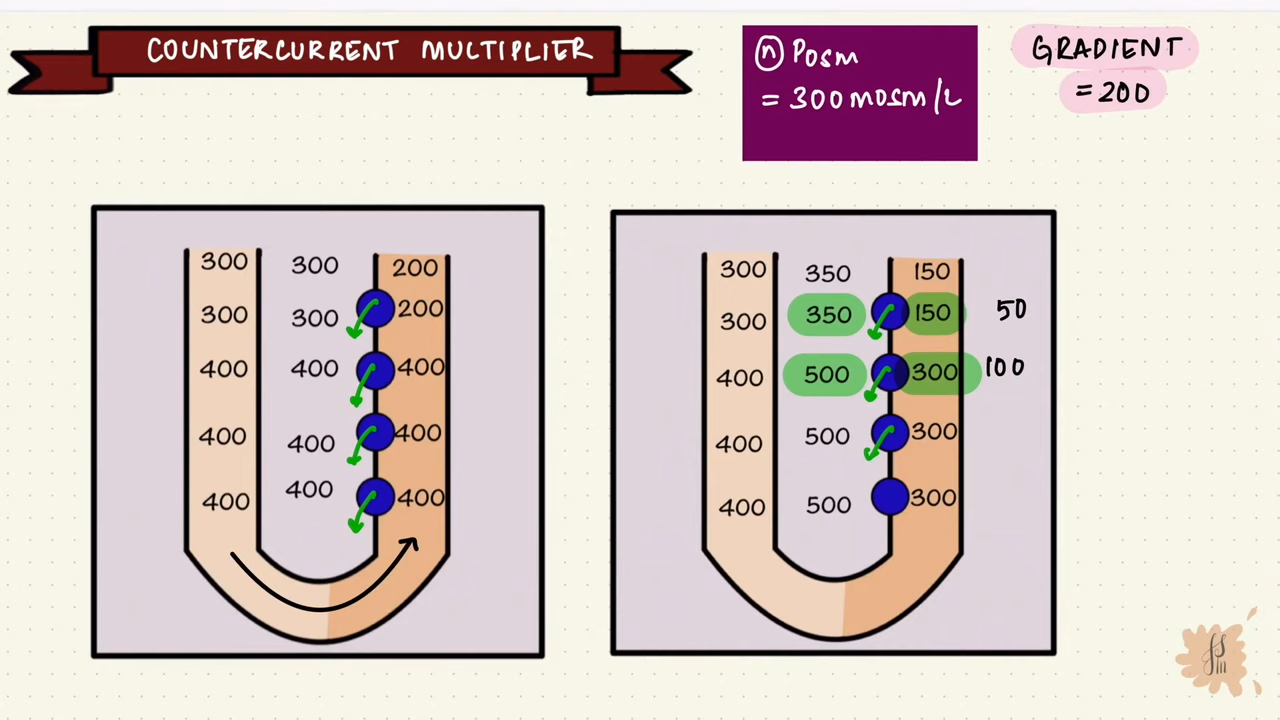 COUNTERCURRENT MULTIPLIER
ⓝ POSM
= 300 MOSM/L
GRADIENT
= 200
300 300 200
300 300 200
400 400 400
400 400 400
400 400 400
300 350 150
300 350 150 50
400 500 300 100
400 500 300
400 500 300